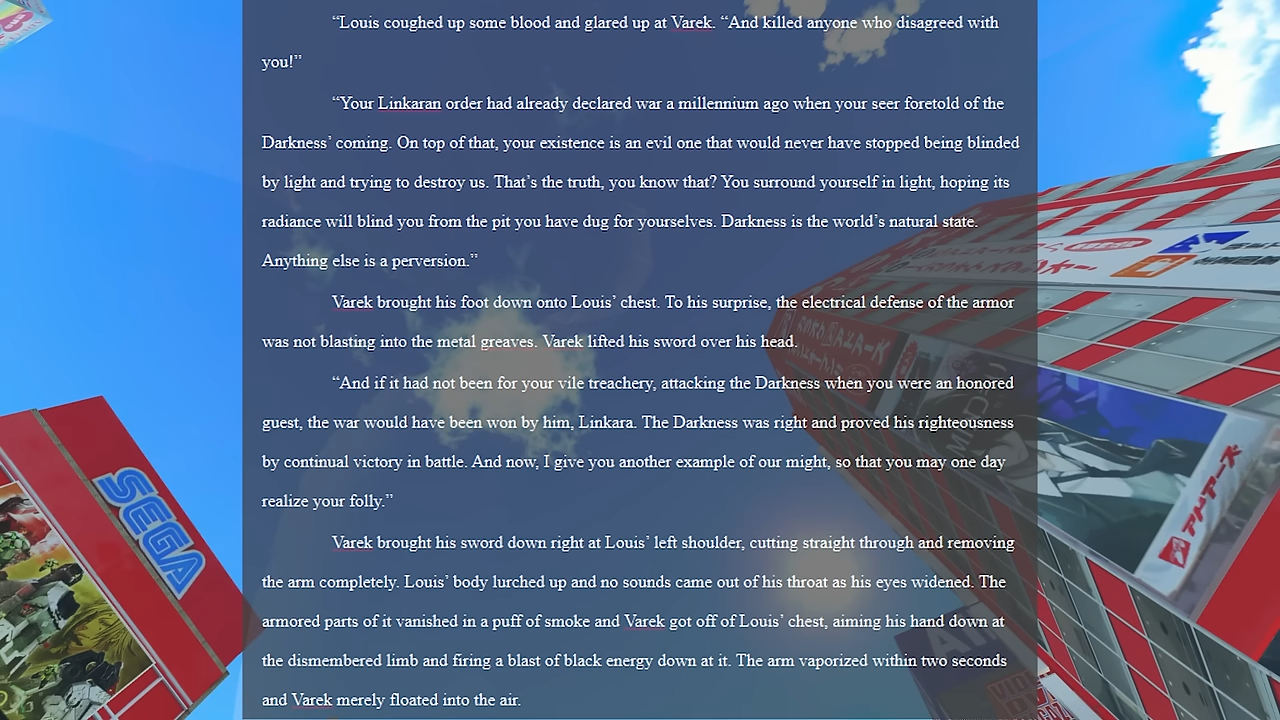 “Louis coughed up some blood and glared up at Varek. “And killed anyone who disagreed with
you!”
“Your Linkaran order had already declared war a millennium ago when your seer foretold of the
Darkness’ coming. On top of that, your existence is an evil one that would never have stopped being blinded
by light and trying to destroy us. That’s the truth, you know that? You surround yourself in light, hoping its
radiance will blind you from the pit you have dug for yourselves. Darkness is the world’s natural state.
Anything else is a perversion.”
Varek brought his foot down onto Louis’ chest. To his surprise, the electrical defense of the armor
was not blasting into the metal greaves. Varek lifted his sword over his head.
“And if it had not been for your vile treachery, attacking the Darkness when you were an honored
guest, the war would have been won by him, Linkara. The Darkness was right and proved his righteousness
by continual victory in battle. And now, I give you another example of our might, so that you may one day
realize your folly.”
Varek brought his sword down right at Louis’ left shoulder, cutting straight through and removing
the arm completely. Louis’ body lurched up and no sounds came out of his throat as his eyes widened. The
armored parts of it vanished in a puff of smoke and Varek got off of Louis’ chest, aiming his hand down at
the dismembered limb and firing a blast of black energy down at it. The arm vaporized within two seconds
and Varek merely floated into the air.
SEGA
アドアーズ